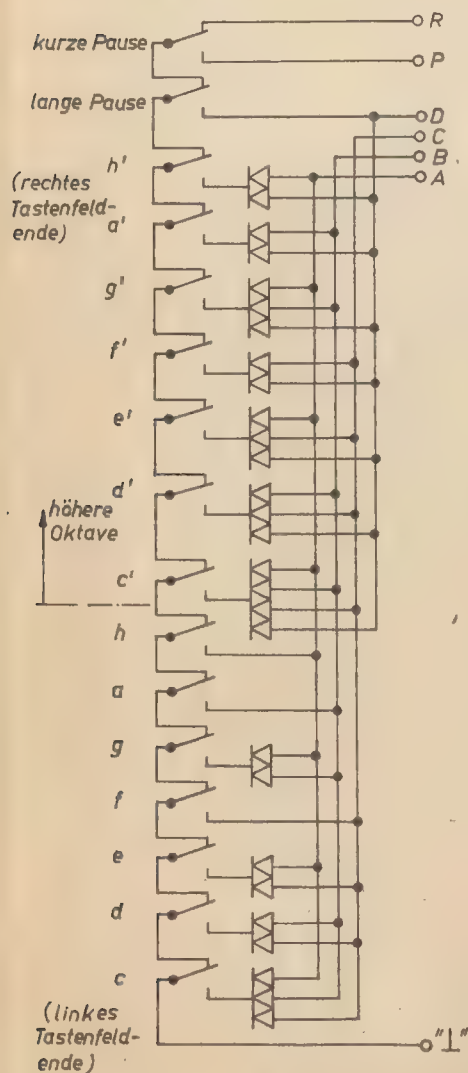 R
kurze Pause
P
lange Pause
D
C
B
A
h'
(rechtes
Tastenfeld-
ende)
a'
g'
f'
e'
d'
höhere
Oktave
c'
h
a
g
f
e
d
c
(linkes
Tastenfeld-
ende)
"⊥"